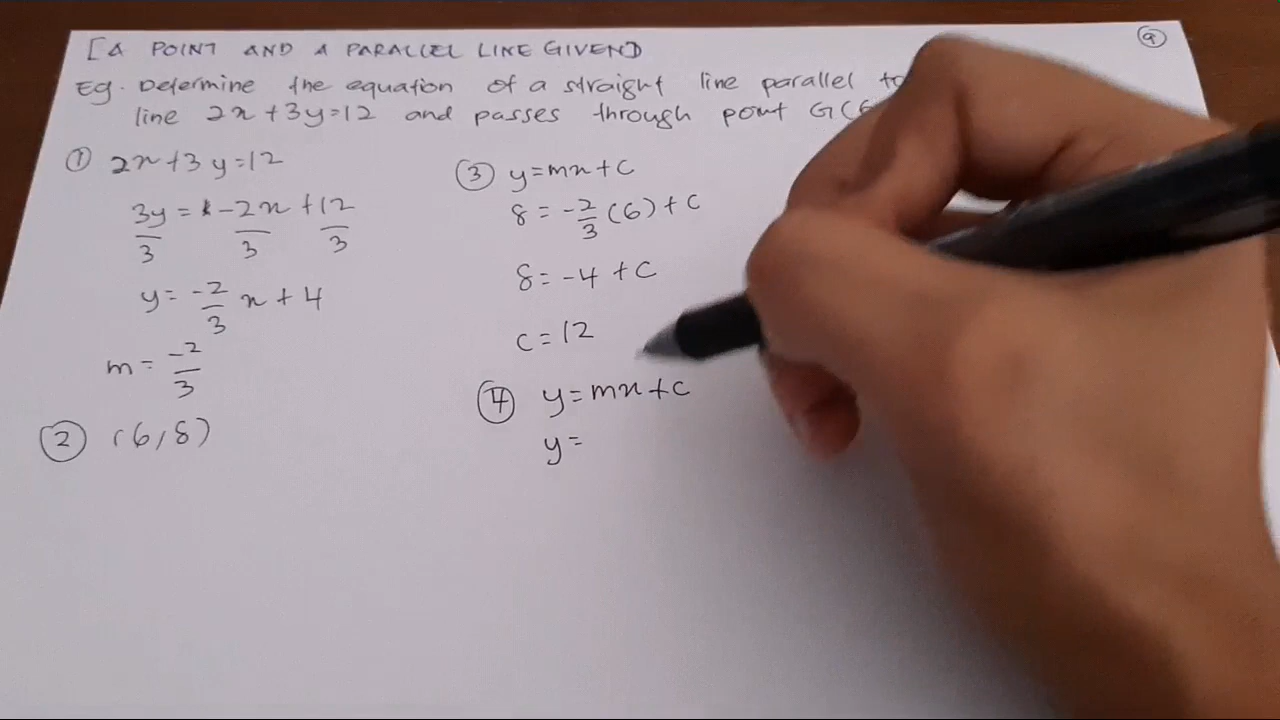 [A POINT AND A PARALLEL LINE GIVEN]
9
Eg. Determine the equation of a straight line parallel to
line 2x+3y=12 and passes through point G(6
① 2x+3y=12
3y = -2x + 12
3 3 3
y = -2/3 x + 4
m = -2/3
② (6,8)
③ y=mx+c
8 = -2/3 (6) + c
8 = -4 + c
c = 12
④ y=mx+c
y =